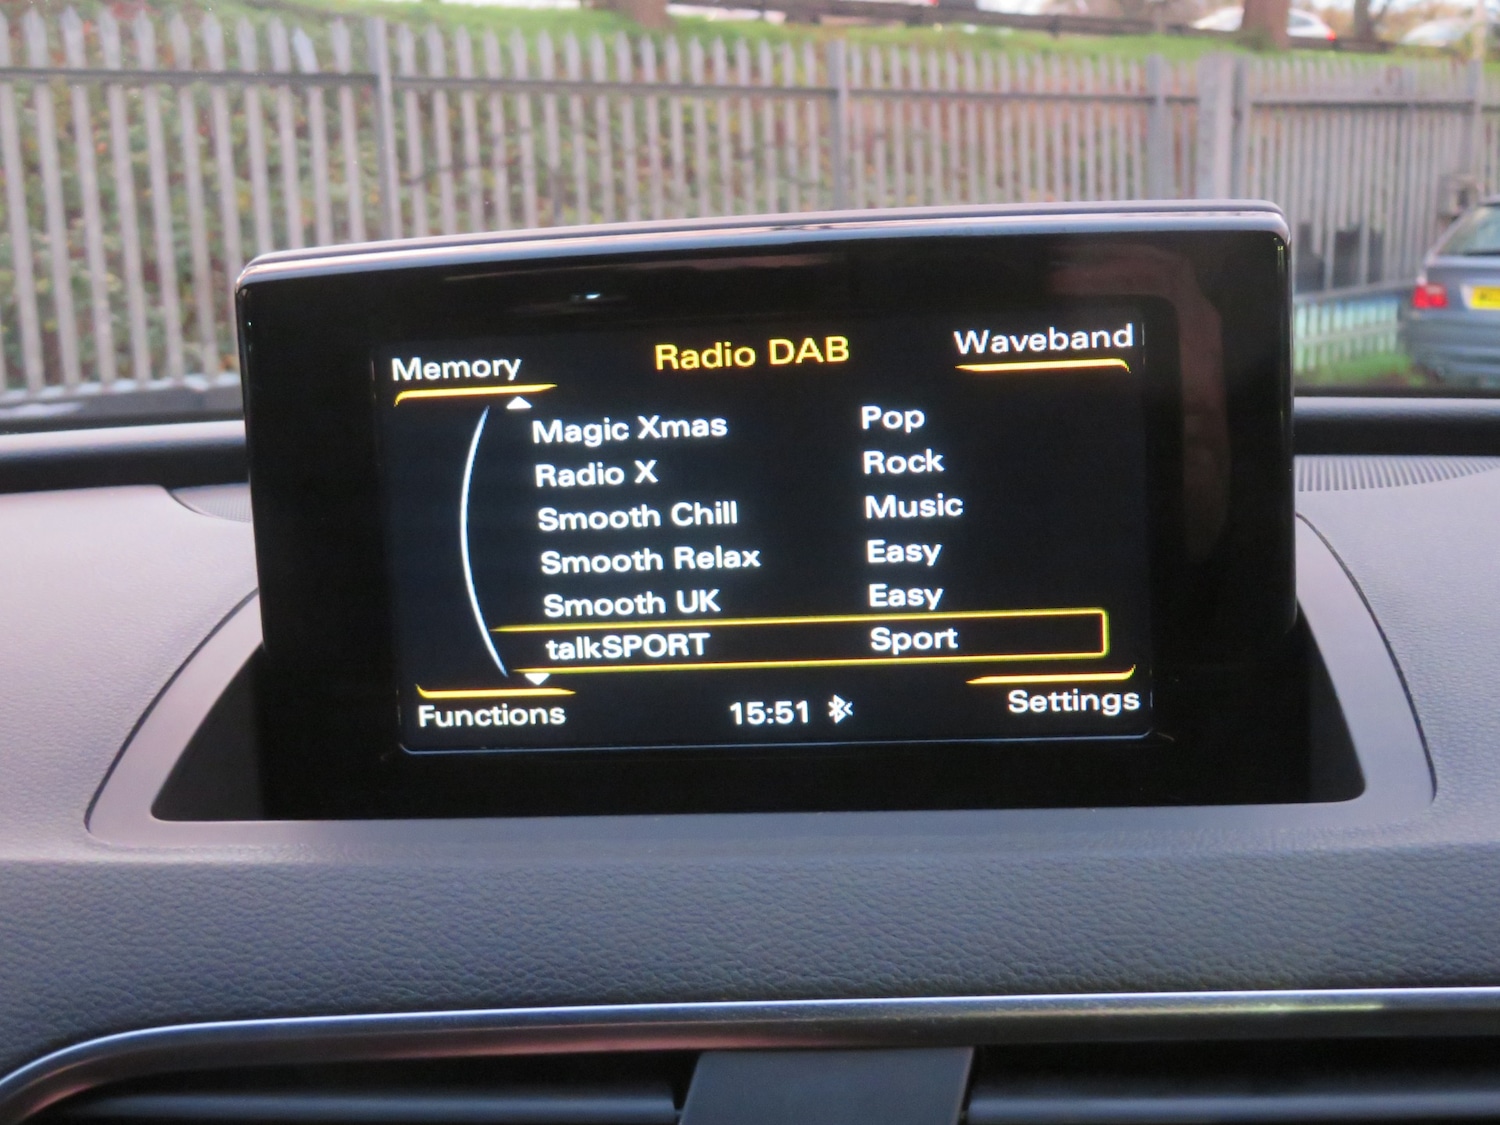 Memory Radio DAB Waveband
Magic Xmas Pop
Radio X Rock
Smooth Chill Music
Smooth Relax Easy
Smooth UK Easy
talkSPORT Sport
Functions 15:51 Settings